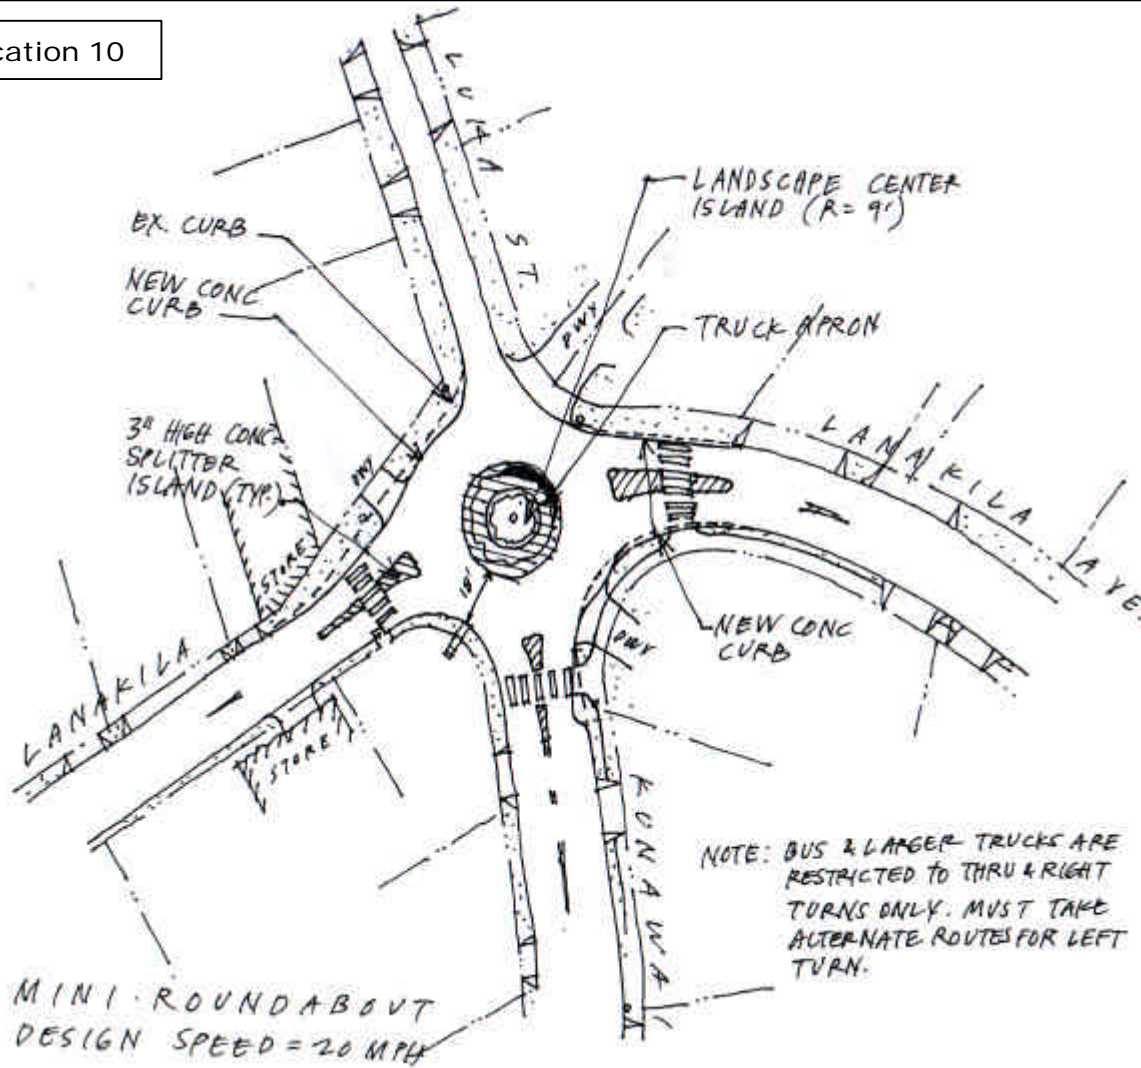 cation 10
LUIA ST.
LANDSCAPE CENTER
ISLAND (R= 9')
EX. CURB
NEW CONC
CURB
DWY
TRUCK APRON
3" HIGH CONC
SPLITTER
ISLAND (TYP.)
DWY
LANAKILA AVE
STORE
18'
NEW CONC
CURB
DWY
LANAKILA
STORE
KUNAWAI
NOTE: BUS & LARGER TRUCKS ARE
RESTRICTED TO THRU & RIGHT
TURNS ONLY. MUST TAKE
ALTERNATE ROUTES FOR LEFT
TURN.
MINI ROUNDABOUT
DESIGN SPEED = 20 MPH